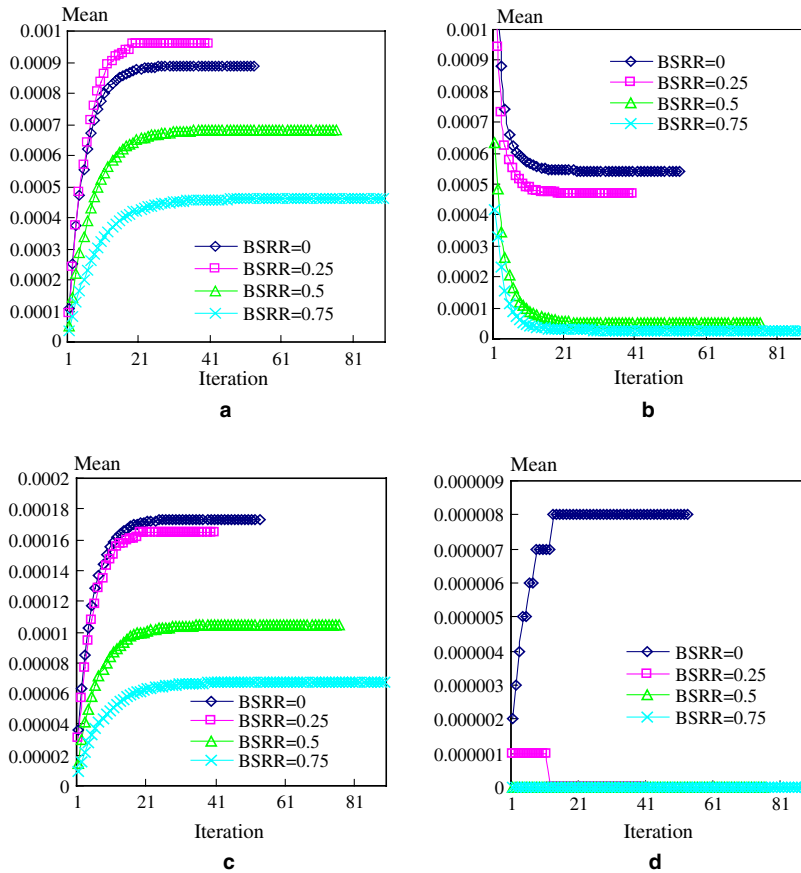 Mean
0.001
0.0009
0.0008
0.0007
0.0006
0.0005
0.0004
0.0003
0.0002
0.0001
0
BSRR=0
BSRR=0.25
BSRR=0.5
BSRR=0.75
1 21 41 61 81
Iteration
a
Mean
0.001
0.0009
0.0008
0.0007
0.0006
0.0005
0.0004
0.0003
0.0002
0.0001
0
BSRR=0
BSRR=0.25
BSRR=0.5
BSRR=0.75
1 21 41 61 81
Iteration
b
Mean
0.0002
0.00018
0.00016
0.00014
0.00012
0.0001
0.00008
0.00006
0.00004
0.00002
0
BSRR=0
BSRR=0.25
BSRR=0.5
BSRR=0.75
1 21 41 61 81
Iteration
c
Mean
0.000009
0.000008
0.000007
0.000006
0.000005
0.000004
0.000003
0.000002
0.000001
0
BSRR=0
BSRR=0.25
BSRR=0.5
BSRR=0.75
1 21 41 61 81
Iteration
d